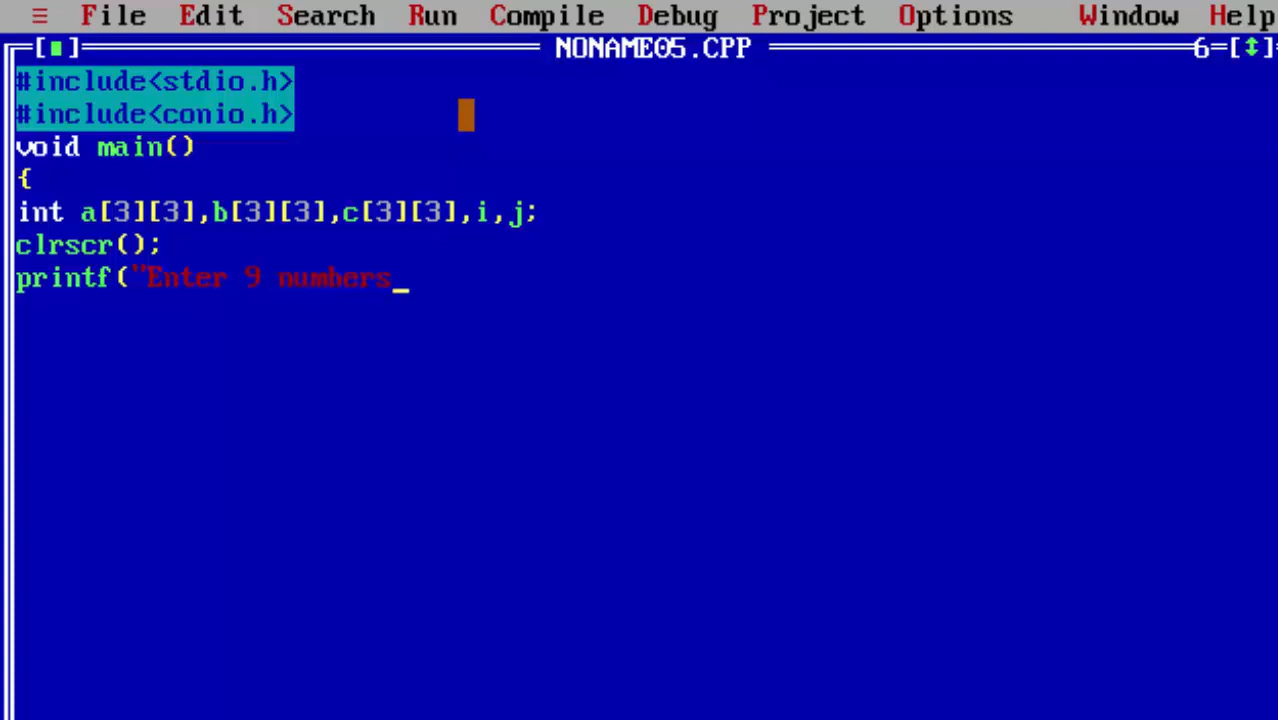 ≡ File Edit Search Run Compile Debug Project Options Window Help
[■] NONAME05.CPP 6=[↕]
#include<stdio.h>
#include<conio.h>
void main()
{
int a[3][3],b[3][3],c[3][3],i,j;
clrscr();
printf("Enter 9 numbers_